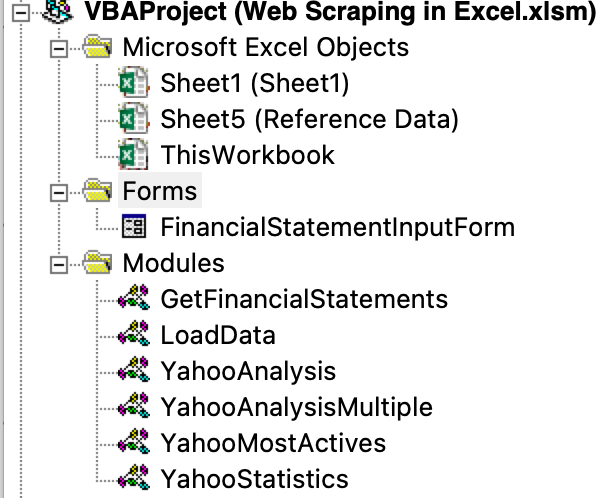 VBAProject (Web Scraping in Excel.xlsm)
Microsoft Excel Objects
Sheet1 (Sheet1)
Sheet5 (Reference Data)
ThisWorkbook
Forms
FinancialStatementInputForm
Modules
GetFinancialStatements
LoadData
YahooAnalysis
YahooAnalysisMultiple
YahooMostActives
YahooStatistics